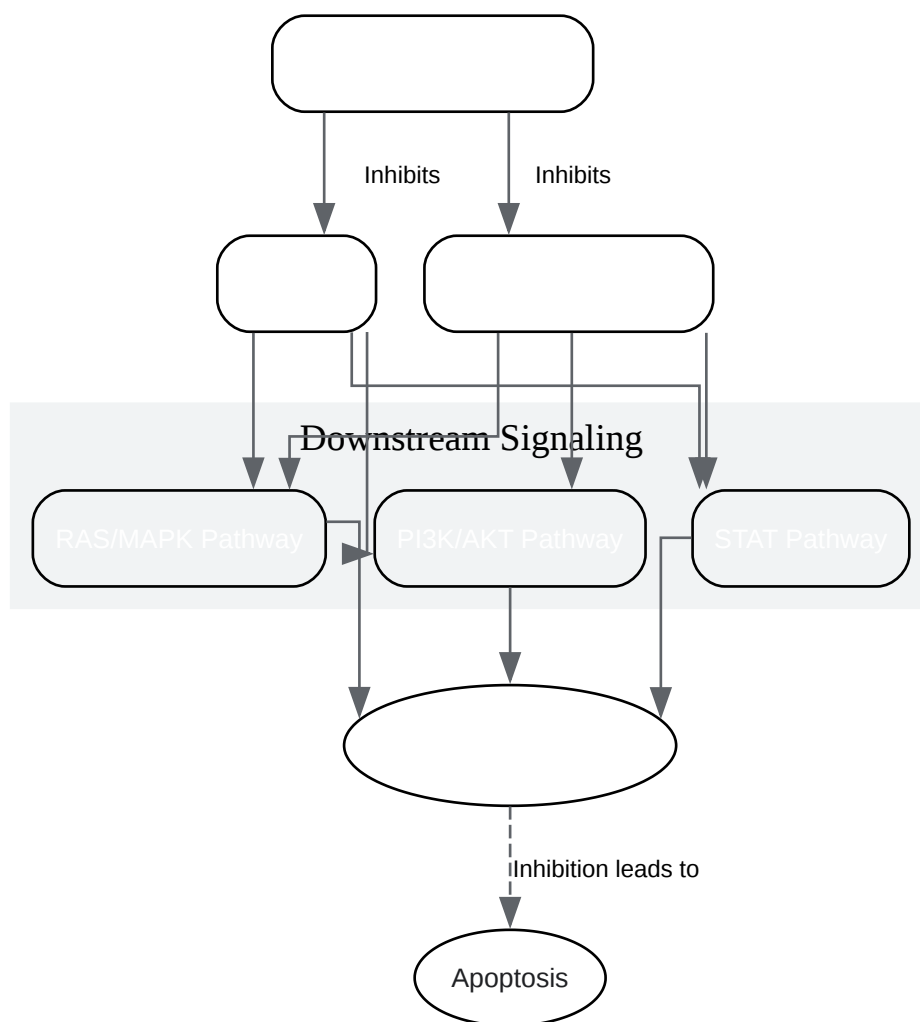 Inhibits
Inhibits
Downstream Signaling
RAS/MAPK Pathway
PI3K/AKT Pathway
STAT Pathway
Inhibition leads to
Apoptosis